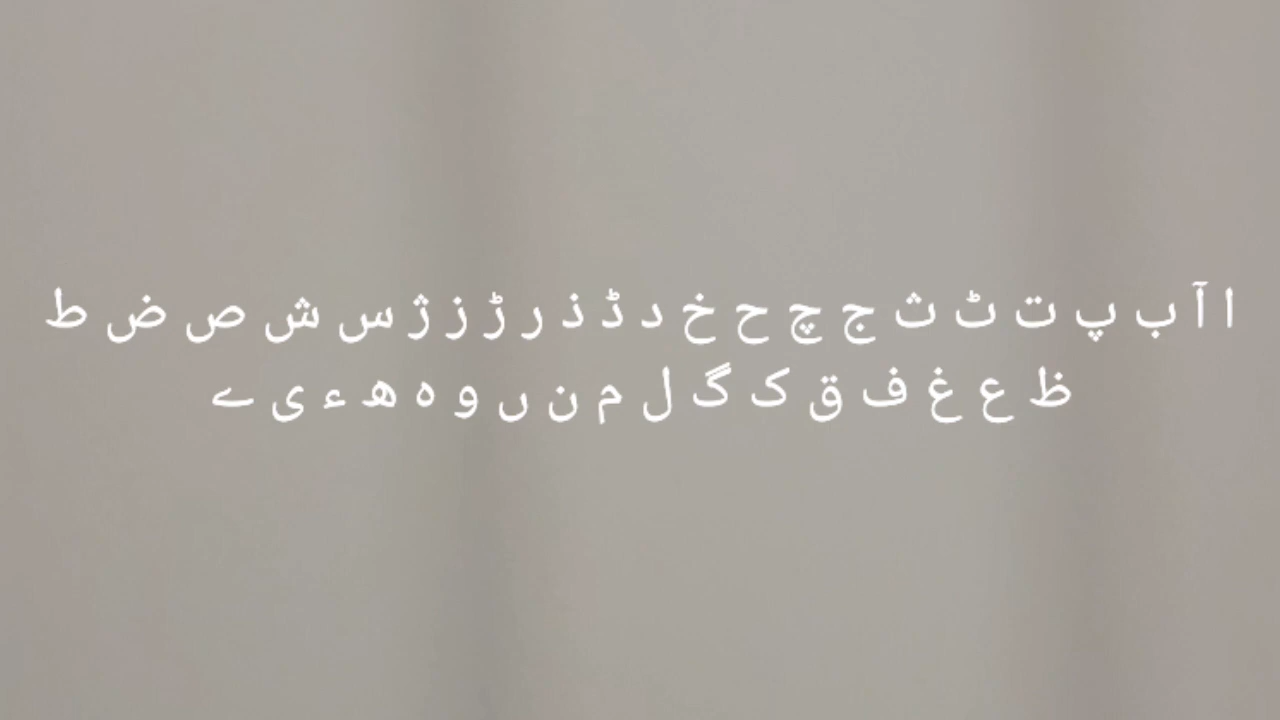 ا آ ب پ ت ٹ ث ج چ ح خ د ڈ ذ ر ڑ ز ژ س ش ص ض ط
ظ ع غ ف ق ک گ ل م ن ں و ہ ھ ء ی ے